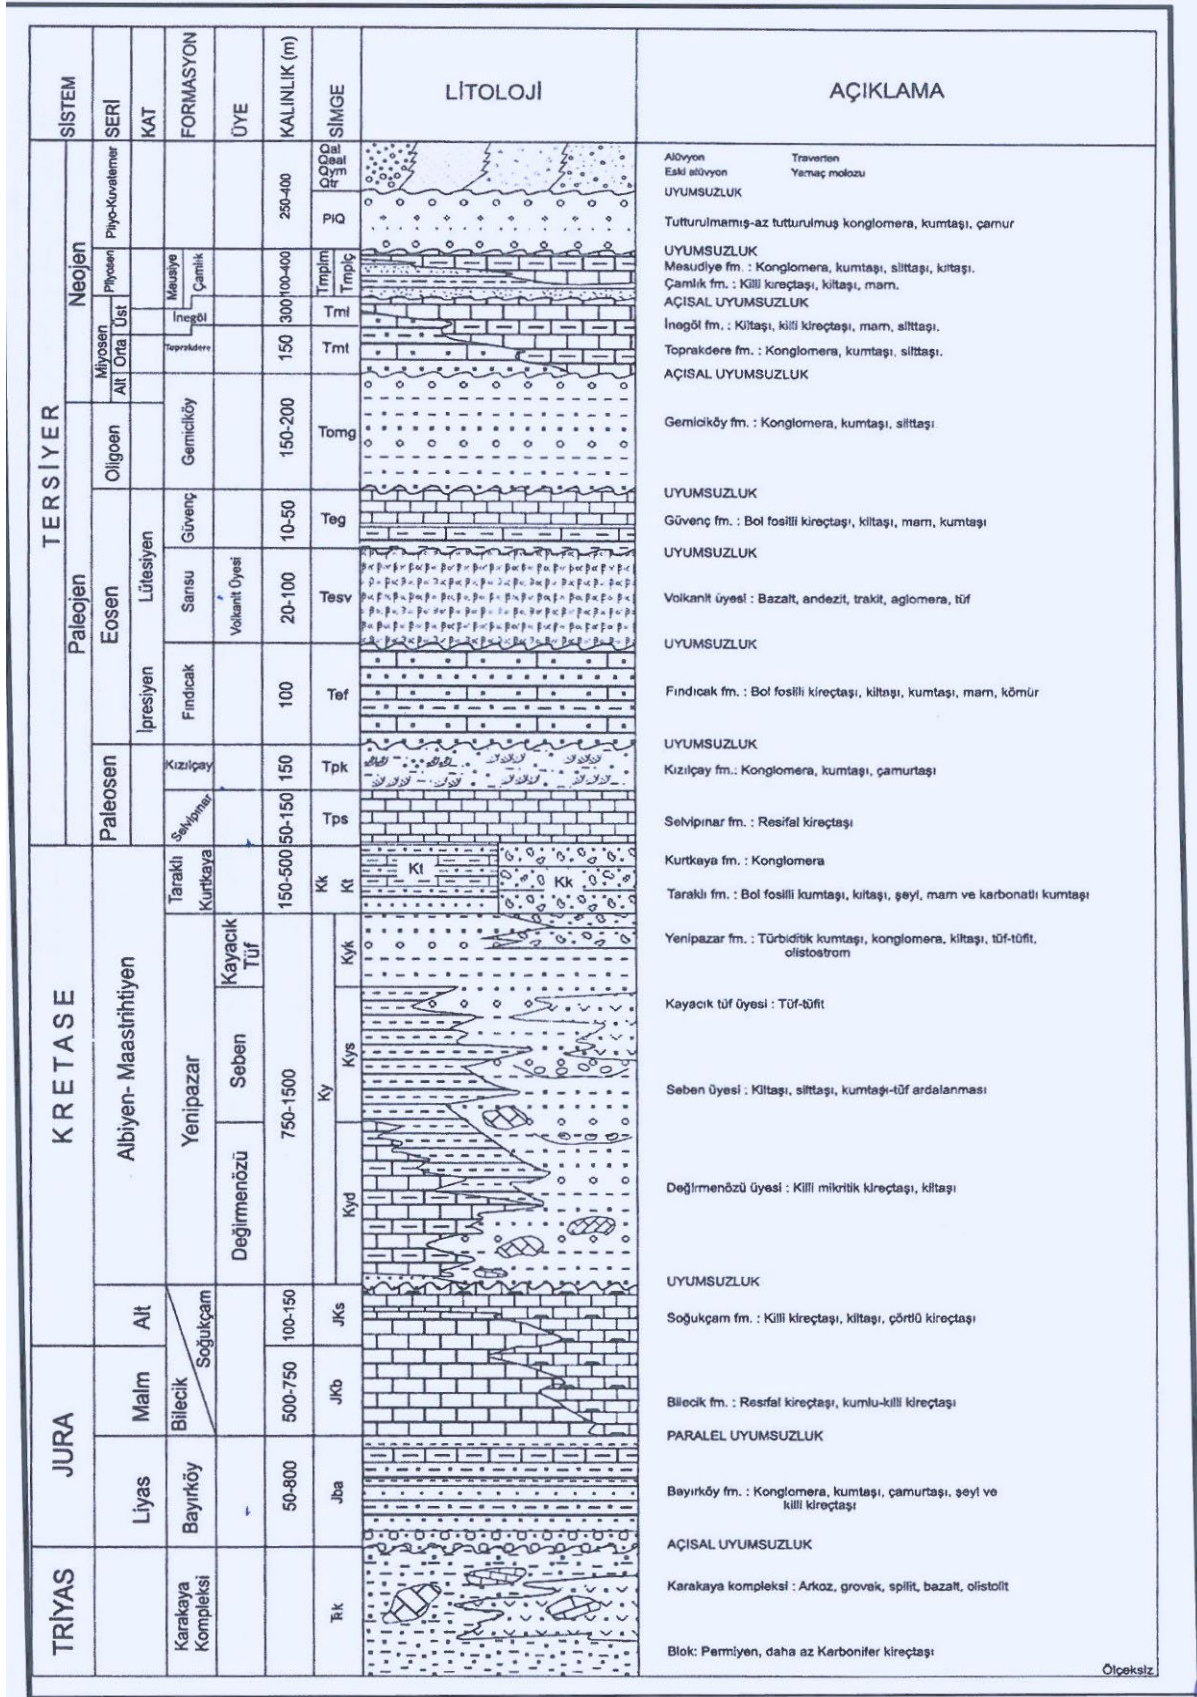 SİSTEM
SERİ
KAT
FORMASYON
ÜYE
KALINLIK (m)
SİMGE
LİTOLOJİ
AÇIKLAMA
TERSİYER
Neojen
Pliyo-Kuvaterner
250-400
Qal
Qeal
Qym
Qtr
Alüvyon Traverten
Eski alüvyon Yamaç molozu
UYUMSUZLUK
PlQ
Tutturulmamış-az tutturulmuş konglomera, kumtaşı, çamur
UYUMSUZLUK
Pliyosen
Çamlık
100-400
Tmplm
Tmplç
Mesudiye fm. : Konglomera, kumtaşı, silttaşı, kiltaşı.
Çamlık fm. : Killi kireçtaşı, kiltaşı, marn.
AÇISAL UYUMSUZLUK
Miyosen
Üst
İnegöl
300
Tmi
İnegöl fm. : Kiltaşı, killi kireçtaşı, marn, silttaşı.
Orta
Toprakdere
150
Tmt
Toprakdere fm. : Konglomera, kumtaşı, silttaşı.
AÇISAL UYUMSUZLUK
Alt
Paleojen
Oligoen
Gemiciköy
150-200
Tomg
Gemiciköy fm. : Konglomera, kumtaşı, silttaşı
UYUMSUZLUK
Eosen
Lütesiyen
Güvenç
10-50
Teg
Güvenç fm. : Bol fosilli kireçtaşı, kiltaşı, marn, kumtaşı
UYUMSUZLUK
Sarısu
Volkanit Üyesi
20-100
Tesv
Volkanit üyesi : Bazalt, andezit, trakit, aglomera, tüf
UYUMSUZLUK
İpresiyen
Fındıcak
100
Tef
Fındıcak fm. : Bol fosilli kireçtaşı, kiltaşı, kumtaşı, marn, kömür
UYUMSUZLUK
Paleosen
Kızılçay
150
Tpk
Kızılçay fm.: Konglomera, kumtaşı, çamurtaşı
Selvipınar
50-150
Tps
Selvipınar fm. : Resifal kireçtaşı
KRETASE
Albiyen- Maastrihtiyen
Taraklı
Kurtkaya
150-500
Kk
Kt
Kt
Kk
Kurtkaya fm. : Konglomera
Taraklı fm. : Bol fosilli kumtaşı, kiltaşı, şeyl, marn ve karbonatlı kumtaşı
Yenipazar
750-1500
Ky
Yenipazar fm. : Türbiditik kumtaşı, konglomera, kiltaşı, tüf-tüfit,
olistostrom
Kayacık
Tüf
Kyk
Kayacık tüf üyesi : Tüf-tüfit
Seben
Kys
Seben üyesi : Kiltaşı, silttaşı, kumtaşı-tüf ardalanması
Değirmenözü
Kyd
Değirmenözü üyesi : Killi mikritik kireçtaşı, kiltaşı
UYUMSUZLUK
Alt
Soğukçam
100-150
JKs
Soğukçam fm. : Killi kireçtaşı, kiltaşı, çörtlü kireçtaşı
JURA
Malm
Bilecik
500-750
JKb
Bilecik fm. : Resifal kireçtaşı, kumlu-killi kireçtaşı
PARALEL UYUMSUZLUK
Liyas
Bayırköy
50-800
Jba
Bayırköy fm. : Konglomera, kumtaşı, çamurtaşı, şeyl ve
killi kireçtaşı
AÇISAL UYUMSUZLUK
TRİYAS
Karakaya
Kompleksi
Karakaya kompleksi : Arkoz, grovak, spilit, bazalt, olistolit
Blok: Permiyen, daha az Karbonifer kireçtaşı
Ölçeksiz